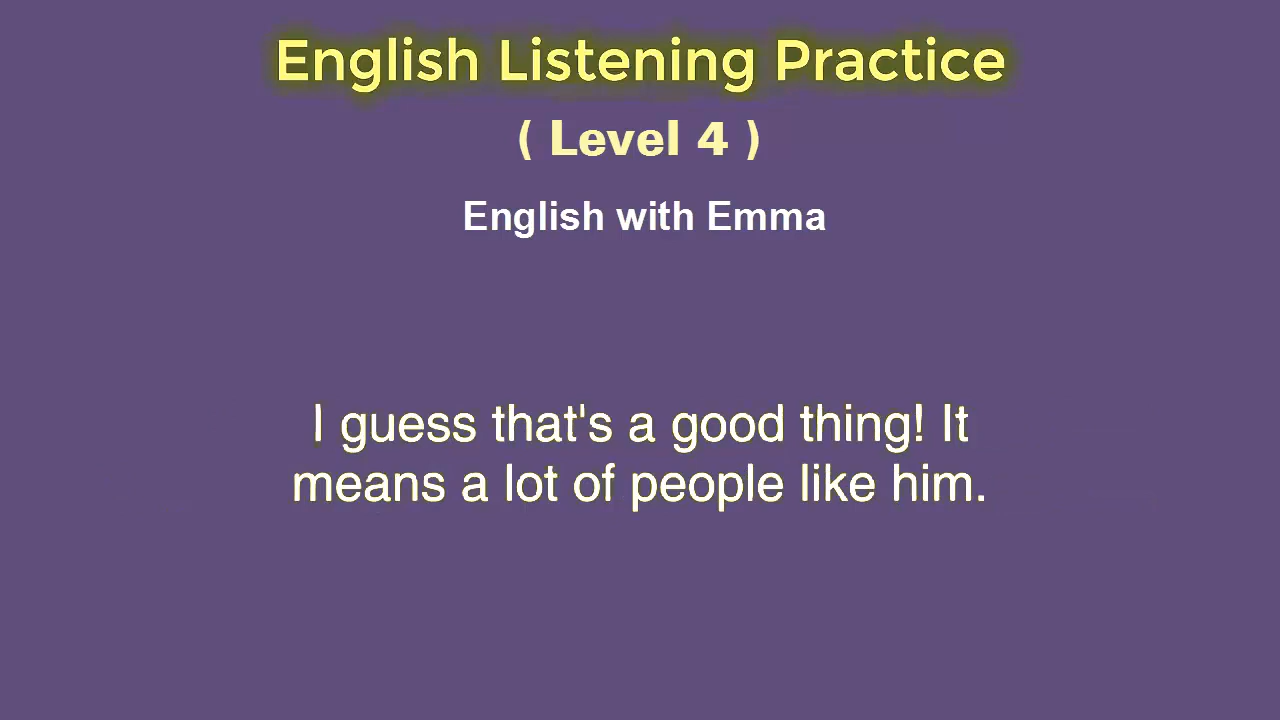 English Listening Practice
( Level 4 )
English with Emma
I guess that's a good thing! It
means a lot of people like him.